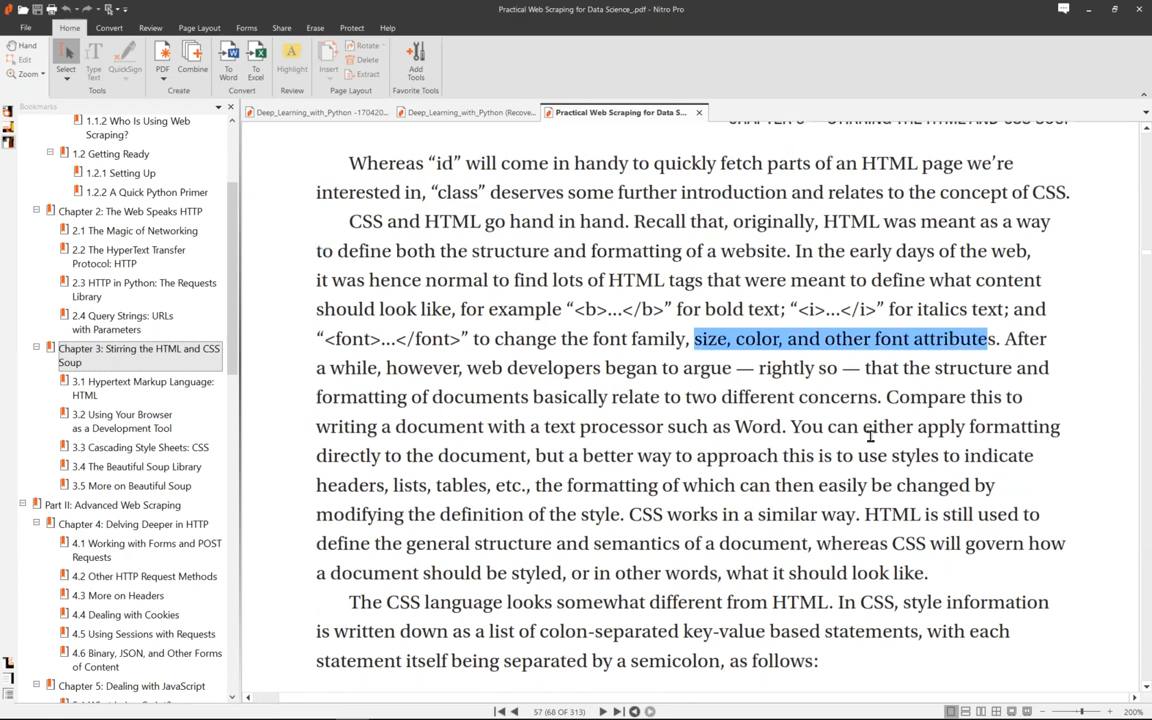 Practical Web Scraping for Data Science_.pdf - Nitro Pro
File Home Convert Review Page Layout Forms Share Erase Protect Help
Hand
Edit
Zoom
Select
Type Text
QuickSign
Tools
PDF
Combine
Create
To Word
To Excel
Convert
Highlight
Review
Insert
Rotate
Delete
Extract
Page Layout
Add Tools
Favorite Tools
Bookmarks
Deep_Learning_with_Python -170420...
Deep_Learning_with_Python (Recove...
Practical Web Scraping for Data S...
1.1.2 Who Is Using Web
Scraping?
1.2 Getting Ready
1.2.1 Setting Up
1.2.2 A Quick Python Primer
Chapter 2: The Web Speaks HTTP
2.1 The Magic of Networking
2.2 The HyperText Transfer
Protocol: HTTP
2.3 HTTP in Python: The Requests
Library
2.4 Query Strings: URLs
with Parameters
Chapter 3: Stirring the HTML and CSS
Soup
3.1 Hypertext Markup Language:
HTML
3.2 Using Your Browser
as a Development Tool
3.3 Cascading Style Sheets: CSS
3.4 The Beautiful Soup Library
3.5 More on Beautiful Soup
Part II: Advanced Web Scraping
Chapter 4: Delving Deeper in HTTP
4.1 Working with Forms and POST
Requests
4.2 Other HTTP Request Methods
4.3 More on Headers
4.4 Dealing with Cookies
4.5 Using Sessions with Requests
4.6 Binary, JSON, and Other Forms
of Content
Chapter 5: Dealing with JavaScript
Whereas “id” will come in handy to quickly fetch parts of an HTML page we’re
interested in, “class” deserves some further introduction and relates to the concept of CSS.
CSS and HTML go hand in hand. Recall that, originally, HTML was meant as a way
to define both the structure and formatting of a website. In the early days of the web,
it was hence normal to find lots of HTML tags that were meant to define what content
should look like, for example “<b>...</b>” for bold text; “<i>...</i>” for italics text; and
“<font>...</font>” to change the font family, size, color, and other font attributes. After
a while, however, web developers began to argue — rightly so — that the structure and
formatting of documents basically relate to two different concerns. Compare this to
writing a document with a text processor such as Word. You can either apply formatting
directly to the document, but a better way to approach this is to use styles to indicate
headers, lists, tables, etc., the formatting of which can then easily be changed by
modifying the definition of the style. CSS works in a similar way. HTML is still used to
define the general structure and semantics of a document, whereas CSS will govern how
a document should be styled, or in other words, what it should look like.
The CSS language looks somewhat different from HTML. In CSS, style information
is written down as a list of colon-separated key-value based statements, with each
statement itself being separated by a semicolon, as follows:
57 (68 OF 313)
200%